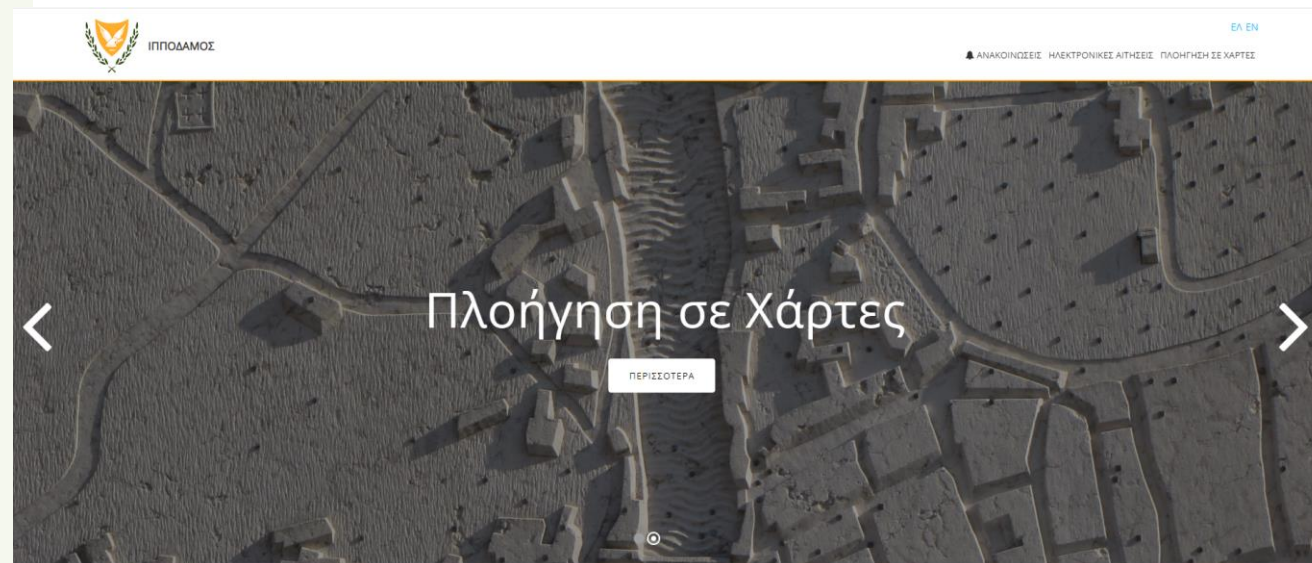 ΕΛ EN
ΙΠΠΟΔΑΜΟΣ
ΑΝΑΚΟΙΝΩΣΕΙΣ ΗΛΕΚΤΡΟΝΙΚΕΣ ΑΙΤΗΣΕΙΣ ΠΛΟΗΓΗΣΗ ΣΕ ΧΑΡΤΕΣ
Πλοήγηση σε Χάρτες
ΠΕΡΙΣΣΟΤΕΡΑ